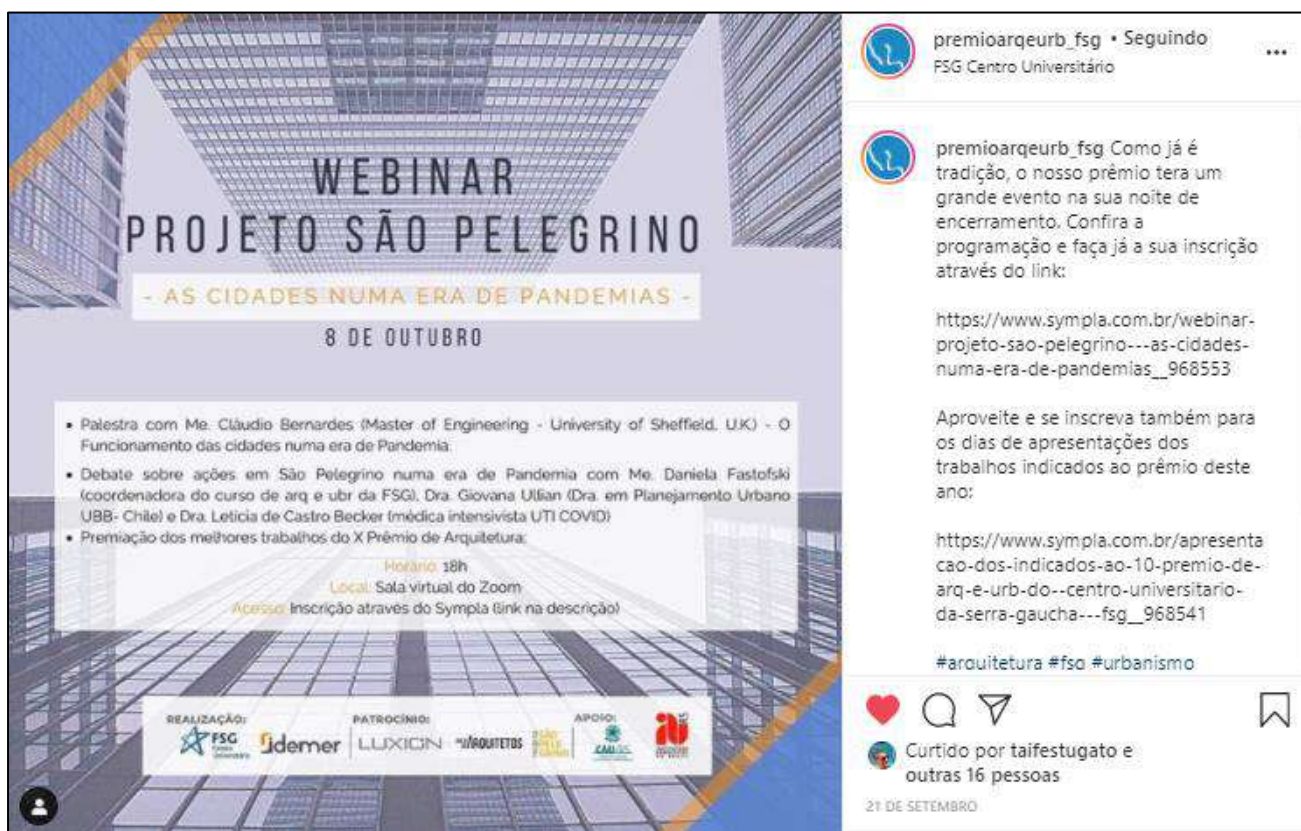 WEBINAR
PROJETO SÃO PELEGRINO
- AS CIDADES NUMA ERA DE PANDEMIAS -
8 DE OUTUBRO
• Palestra com Me. Cláudio Bernardes (Master of Engineering - University of Sheffield, U.K) - O
Funcionamento das cidades numa era de Pandemia.
• Debate sobre ações em São Pelegrino numa era de Pandemia com Me. Daniela Fastofski
(coordenadora do curso de arq e ubr da FSG), Dra. Giovana Ullian (Dra. em Planejamento Urbano
UBB- Chile) e Dra. Letícia de Castro Becker (médica intensivista UTI COVID)
• Premiação dos melhores trabalhos do X Prêmio de Arquitetura;
Horário: 18h
Local: Sala virtual do Zoom
Acesso: Inscrição através do Sympla (link na descrição)
REALIZAÇÃO:
FSG
Centro
Universitário
idemer
PATROCÍNIO:
LUXION
ARQUITETOS
APOIO:
CAU/RS
premioarqeurb_fsg • Seguindo
FSG Centro Universitário
premioarqeurb_fsg Como já é
tradição, o nosso prêmio tera um
grande evento na sua noite de
encerramento. Confira a
programação e faça já a sua inscrição
através do link:
https://www.sympla.com.br/webinar-
projeto-sao-pelegrino---as-cidades-
numa-era-de-pandemias__968553
Aproveite e se inscreva também para
os dias de apresentações dos
trabalhos indicados ao prêmio deste
ano:
https://www.sympla.com.br/apresenta
cao-dos-indicados-ao-10-premio-de-
arq-e-urb-do--centro-universitario-
da-serra-gaucha---fsg__968541
#arquitetura #fsg #urbanismo
Curtido por taifestugato e
outras 16 pessoas
21 DE SETEMBRO